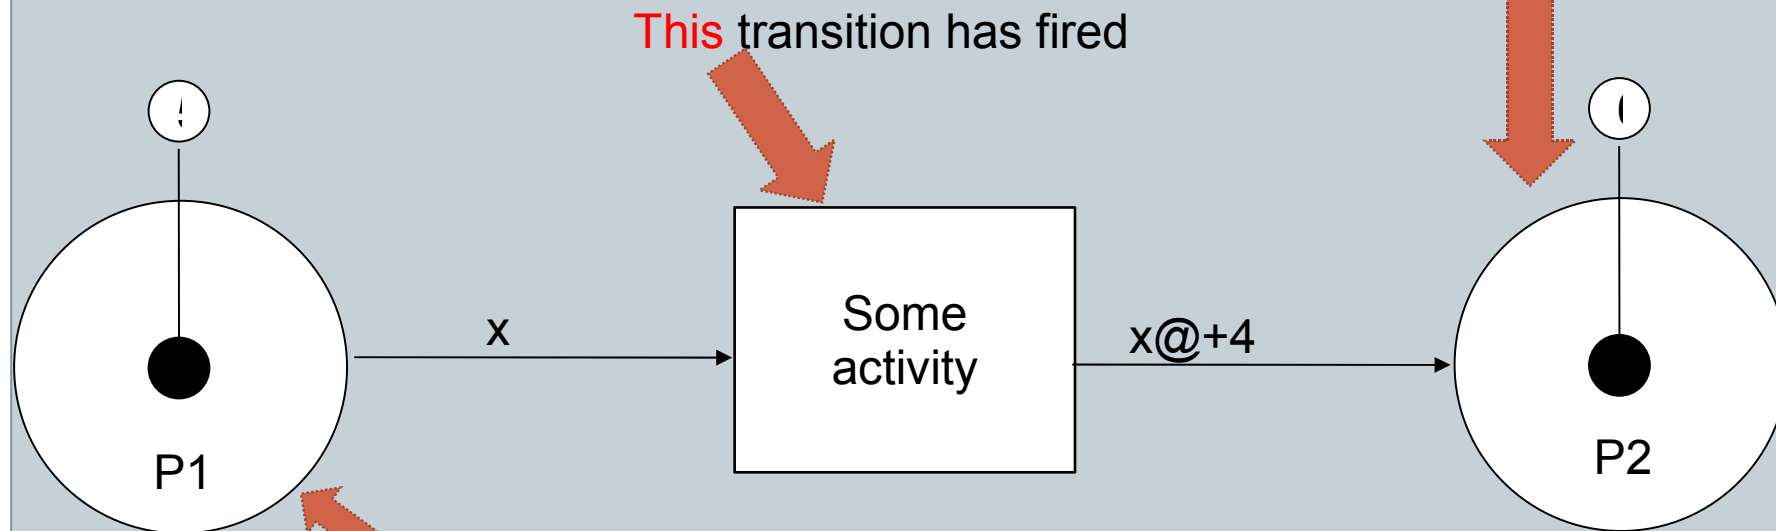 This transition has fired
x
Some
activity
x@+4
P1
P2